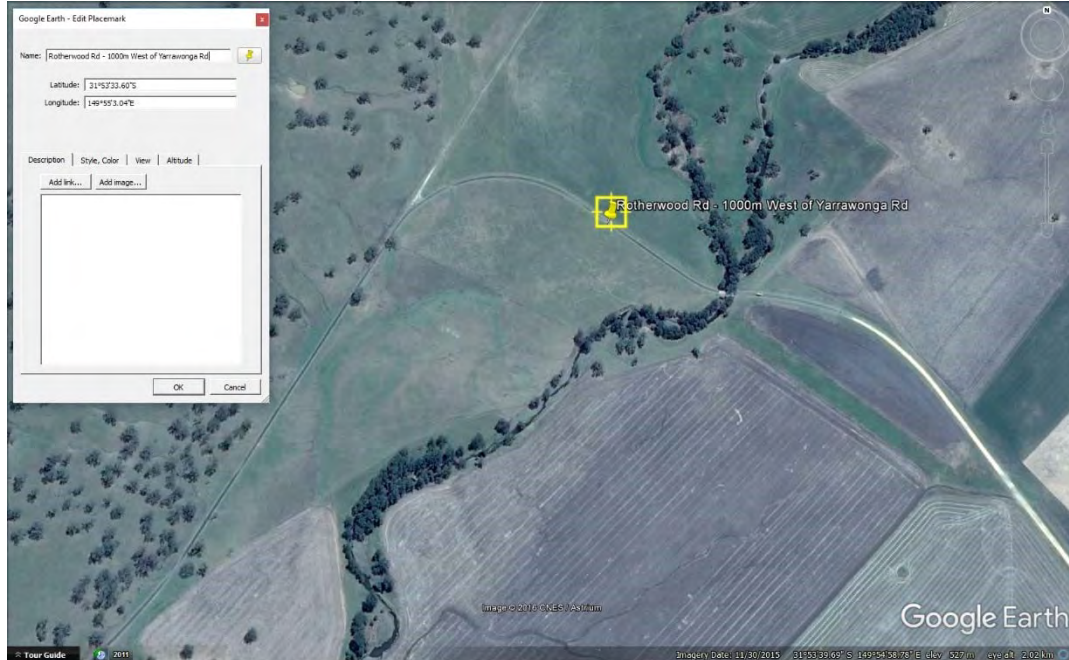 Google Earth - Edit Placemark
x
Name: Rotherwood Rd - 1000m West of Yarrawonga Rd
Latitude: 31°53'33.60"S
Longitude: 149°55'3.04"E
Description Style, Color View Altitude
Add link... Add image...
OK Cancel
N
Rotherwood Rd - 1000m West of Yarrawonga Rd
Image © 2016 CNES / Astrium
Google Earth
Tour Guide 2011 Imagery Date: 11/30/2015 31°53'39.69" S 149°54'58.78" E elev 527 m eye alt 2.02 km